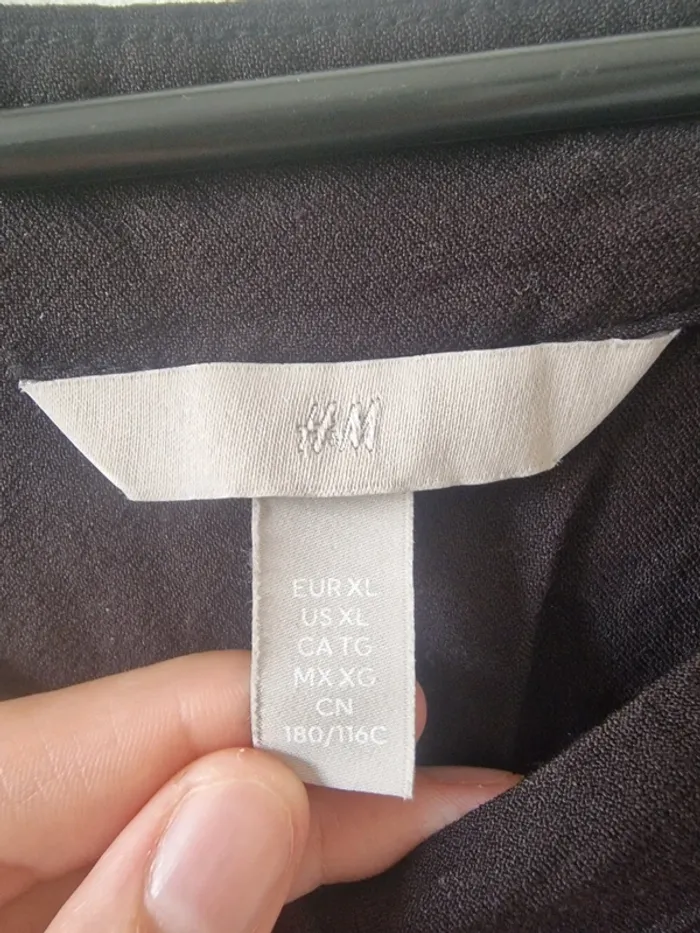 H&M
EUR XL
US XL
CA TG
MX XG
CN
180/116C